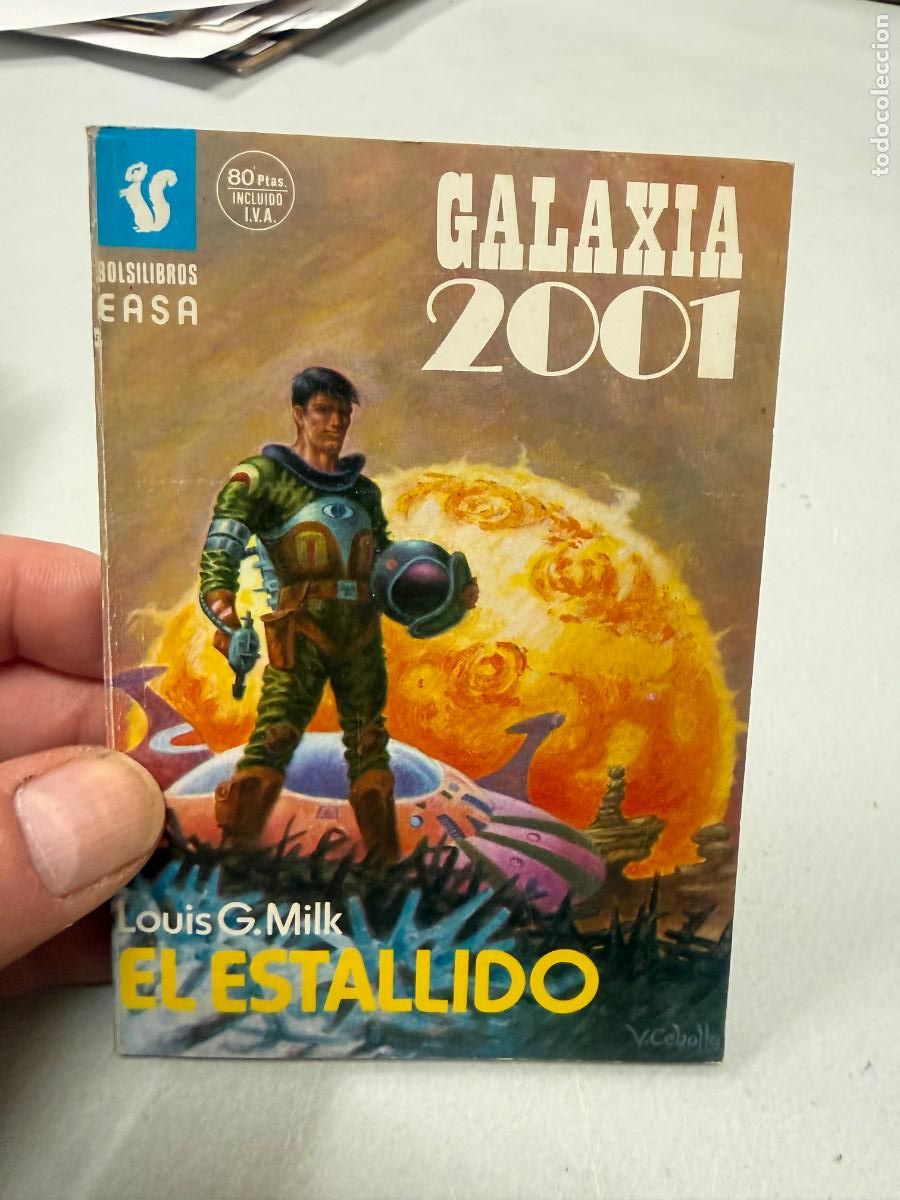 80 Ptas.
INCLUIDO
I.V.A.
BOLSILIBROS
EASA
GALAXIA
2001
Louis G. Milk
EL ESTALLIDO
V. Cebolla
todocoleccion